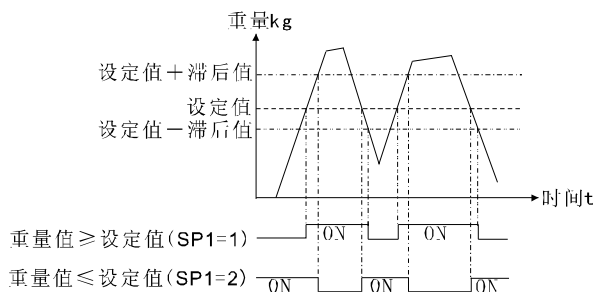 重量kg
设定值＋滞后值
设定值
设定值－滞后值
时间t
重量值≥设定值(SP1=1)
ON ON
重量值≤设定值(SP1=2)
ON ON ON